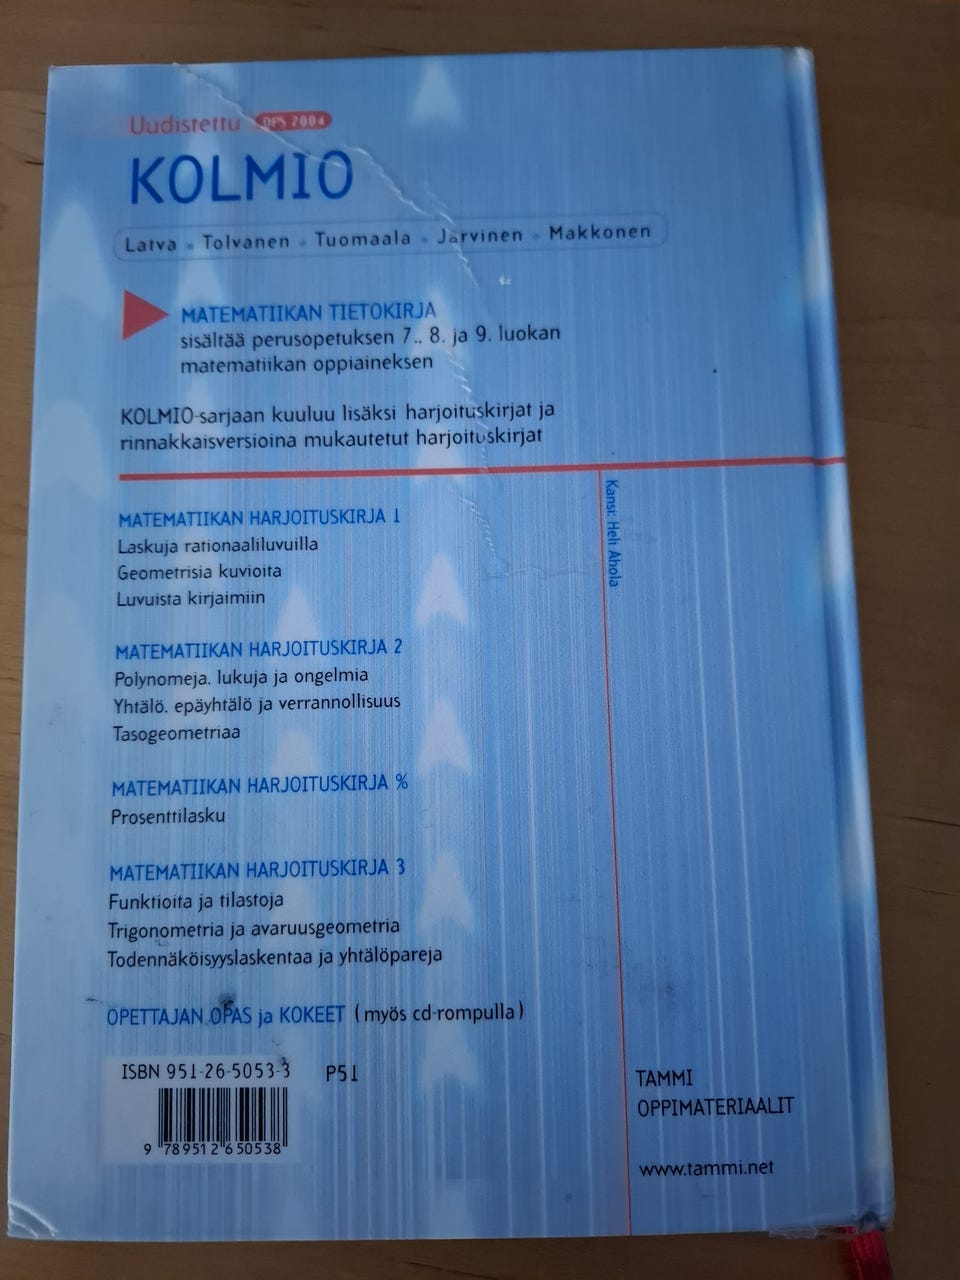 Uudistettu OPS 2004
KOLMIO
Latva • Tolvanen • Tuomaala • Järvinen • Makkonen
MATEMATIIKAN TIETOKIRJA
sisältää perusopetuksen 7., 8. ja 9. luokan
matematiikan oppiaineksen
KOLMIO-sarjaan kuuluu lisäksi harjoituskirjat ja
rinnakkaisversioina mukautetut harjoituskirjat
Kansi: Heli Ahola
MATEMATIIKAN HARJOITUSKIRJA 1
Laskuja rationaaliluvuilla
Geometrisia kuvioita
Luvuista kirjaimiin
MATEMATIIKAN HARJOITUSKIRJA 2
Polynomeja, lukuja ja ongelmia
Yhtälö, epäyhtälö ja verrannollisuus
Tasogeometriaa
MATEMATIIKAN HARJOITUSKIRJA %
Prosenttilasku
MATEMATIIKAN HARJOITUSKIRJA 3
Funktioita ja tilastoja
Trigonometria ja avaruusgeometria
Todennäköisyyslaskentaa ja yhtälöpareja
OPETTAJAN OPAS ja KOKEET (myös cd-rompulla)
ISBN 951-26-5053-3 P51
9 789512 650538
TAMMI
OPPIMATERIAALIT
www.tammi.net